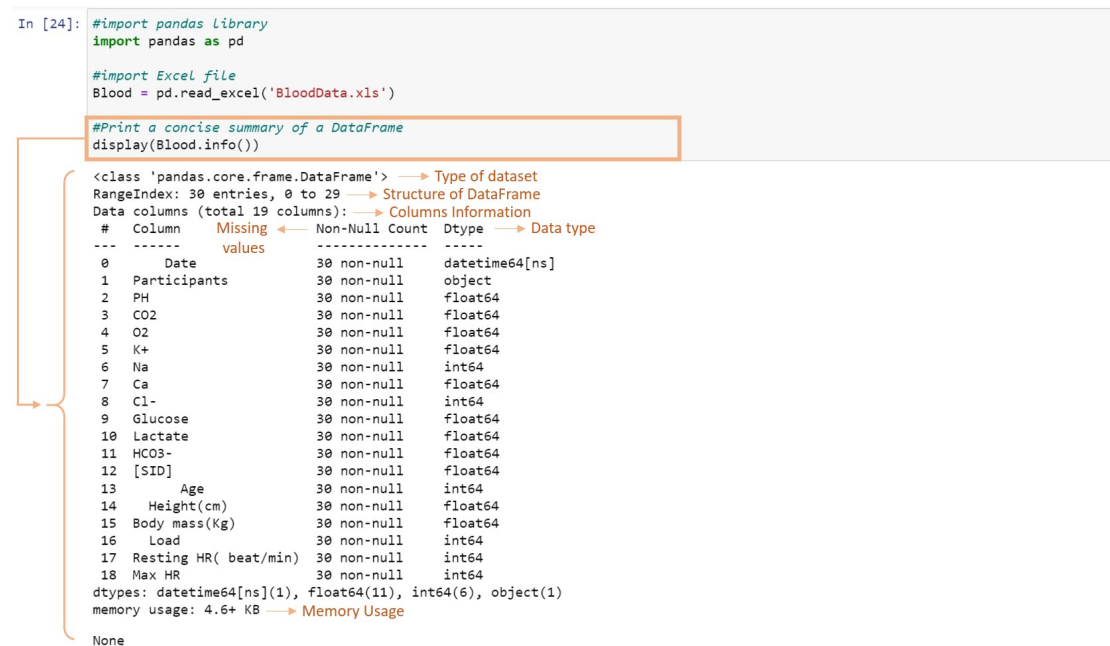 In [24]: #import pandas library
import pandas as pd
#import Excel file
Blood = pd.read_excel('BloodData.xls')
#Print a concise summary of a DataFrame
display(Blood.info())
<class 'pandas.core.frame.DataFrame'> Type of dataset
RangeIndex: 30 entries, 0 to 29 Structure of DataFrame
Data columns (total 19 columns): Columns Information
# Column Missing values Non-Null Count Dtype Data type
--- ------ -------------- -----
0 Date 30 non-null datetime64[ns]
1 Participants 30 non-null object
2 PH 30 non-null float64
3 CO2 30 non-null float64
4 O2 30 non-null float64
5 K+ 30 non-null float64
6 Na 30 non-null int64
7 Ca 30 non-null float64
8 Cl- 30 non-null int64
9 Glucose 30 non-null float64
10 Lactate 30 non-null float64
11 HCO3- 30 non-null float64
12 [SID] 30 non-null float64
13 Age 30 non-null int64
14 Height(cm) 30 non-null float64
15 Body mass(Kg) 30 non-null float64
16 Load 30 non-null int64
17 Resting HR( beat/min) 30 non-null int64
18 Max HR 30 non-null int64
dtypes: datetime64[ns](1), float64(11), int64(6), object(1)
memory usage: 4.6+ KB Memory Usage
None